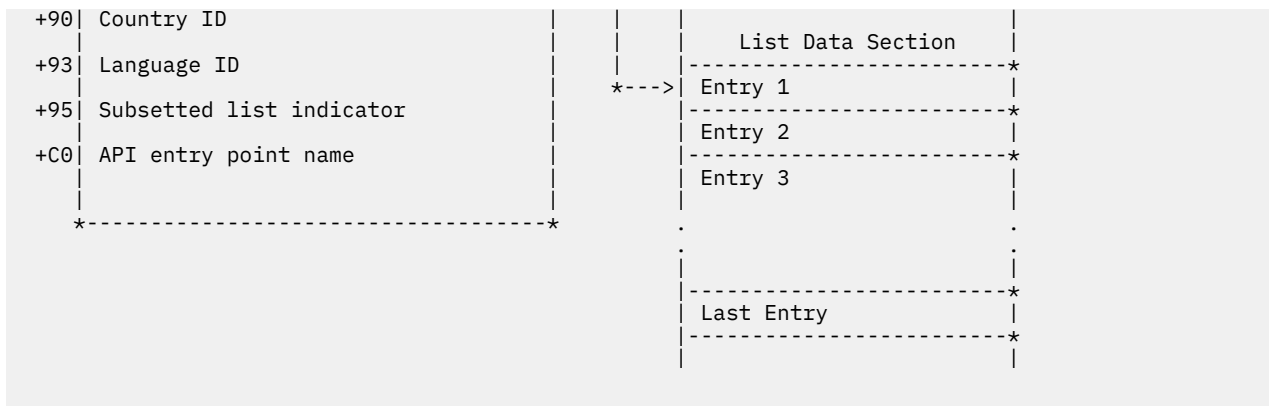 +90| Country ID
List Data Section
+93| Language ID |--------------------------*
*--->| Entry 1
+95| Subsetted list indicator |--------------------------*
| Entry 2 |
+C0| API entry point name |--------------------------*
| Entry 3 |
*------------------------------------* . .
. .
|--------------------------*
| Last Entry |
|--------------------------*